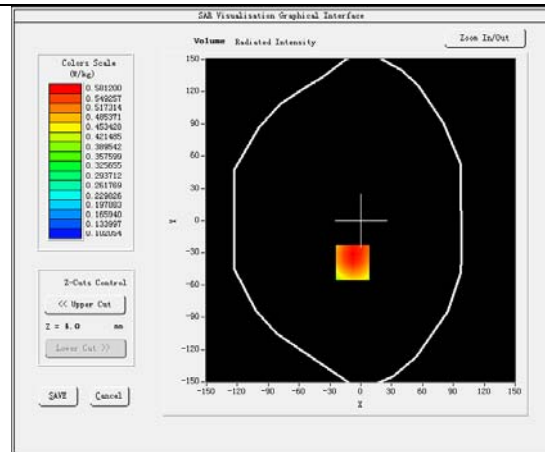 SAR Visualisation Graphical Interface
Volume Radiated Intensity
Zoom In/Out
Colors Scale
(W/kg)
0.581200
0.549257
0.517314
0.485371
0.453428
0.421485
0.389542
0.357599
0.325655
0.293712
0.261769
0.229826
0.197883
0.165940
0.133997
0.102054
Z-Cuts Control
<< Upper Cut
Z = 4.0 mm
Lower Cut >>
SAVE Cancel
150
120
90
60
30
0
-30
-60
-90
-120
-150
Y
-150 -120 -90 -60 -30 0 30 60 90 120 150
X